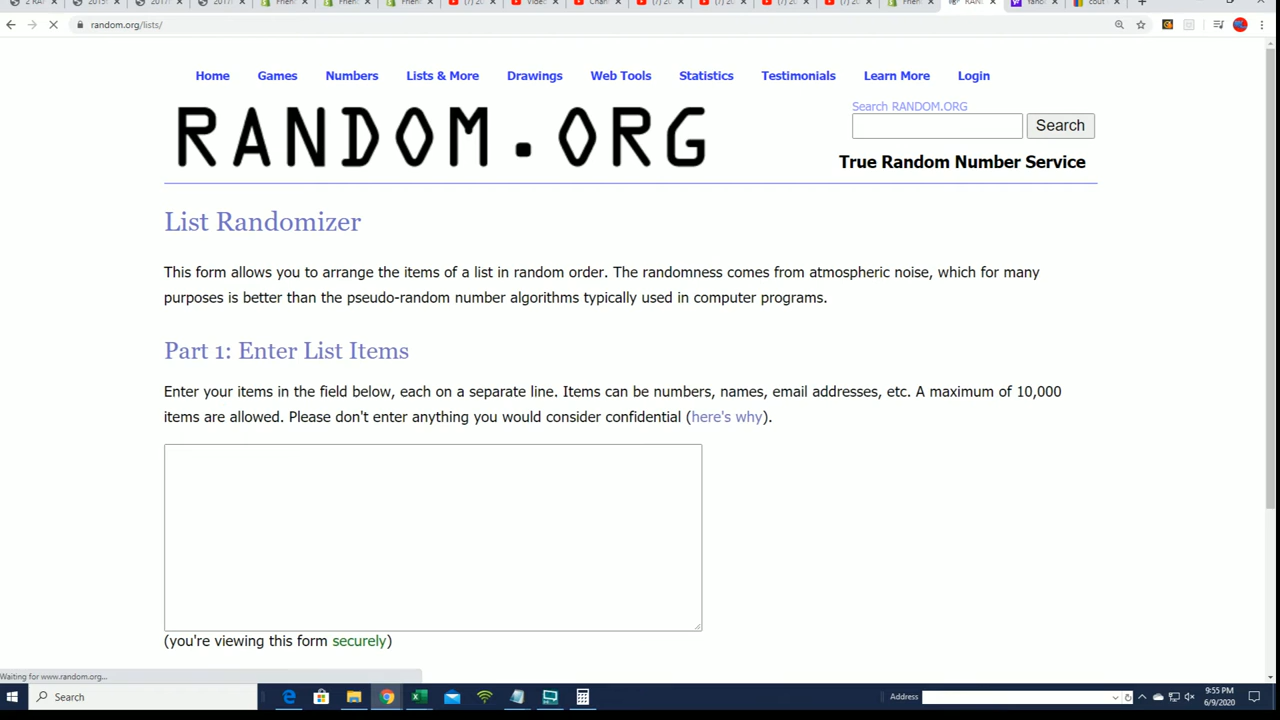 random.org/lists/
Home Games Numbers Lists & More Drawings Web Tools Statistics Testimonials Learn More Login
RANDOM.ORG
Search RANDOM.ORG
Search
True Random Number Service
List Randomizer
This form allows you to arrange the items of a list in random order. The randomness comes from atmospheric noise, which for many
purposes is better than the pseudo-random number algorithms typically used in computer programs.
Part 1: Enter List Items
Enter your items in the field below, each on a separate line. Items can be numbers, names, email addresses, etc. A maximum of 10,000
items are allowed. Please don't enter anything you would consider confidential (here's why).
(you're viewing this form securely)
Waiting for www.random.org...
Search
Address
9:55 PM
6/9/2020